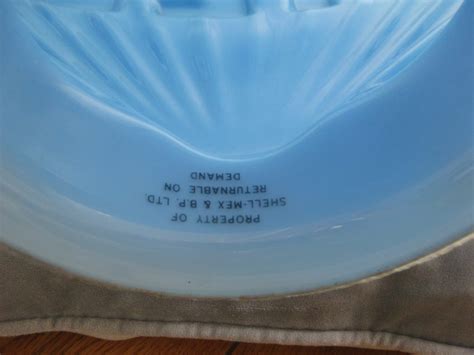 PROPERTY OF
SHELL-MEX & B.P. LTD.
RETURNABLE ON
DEMAND